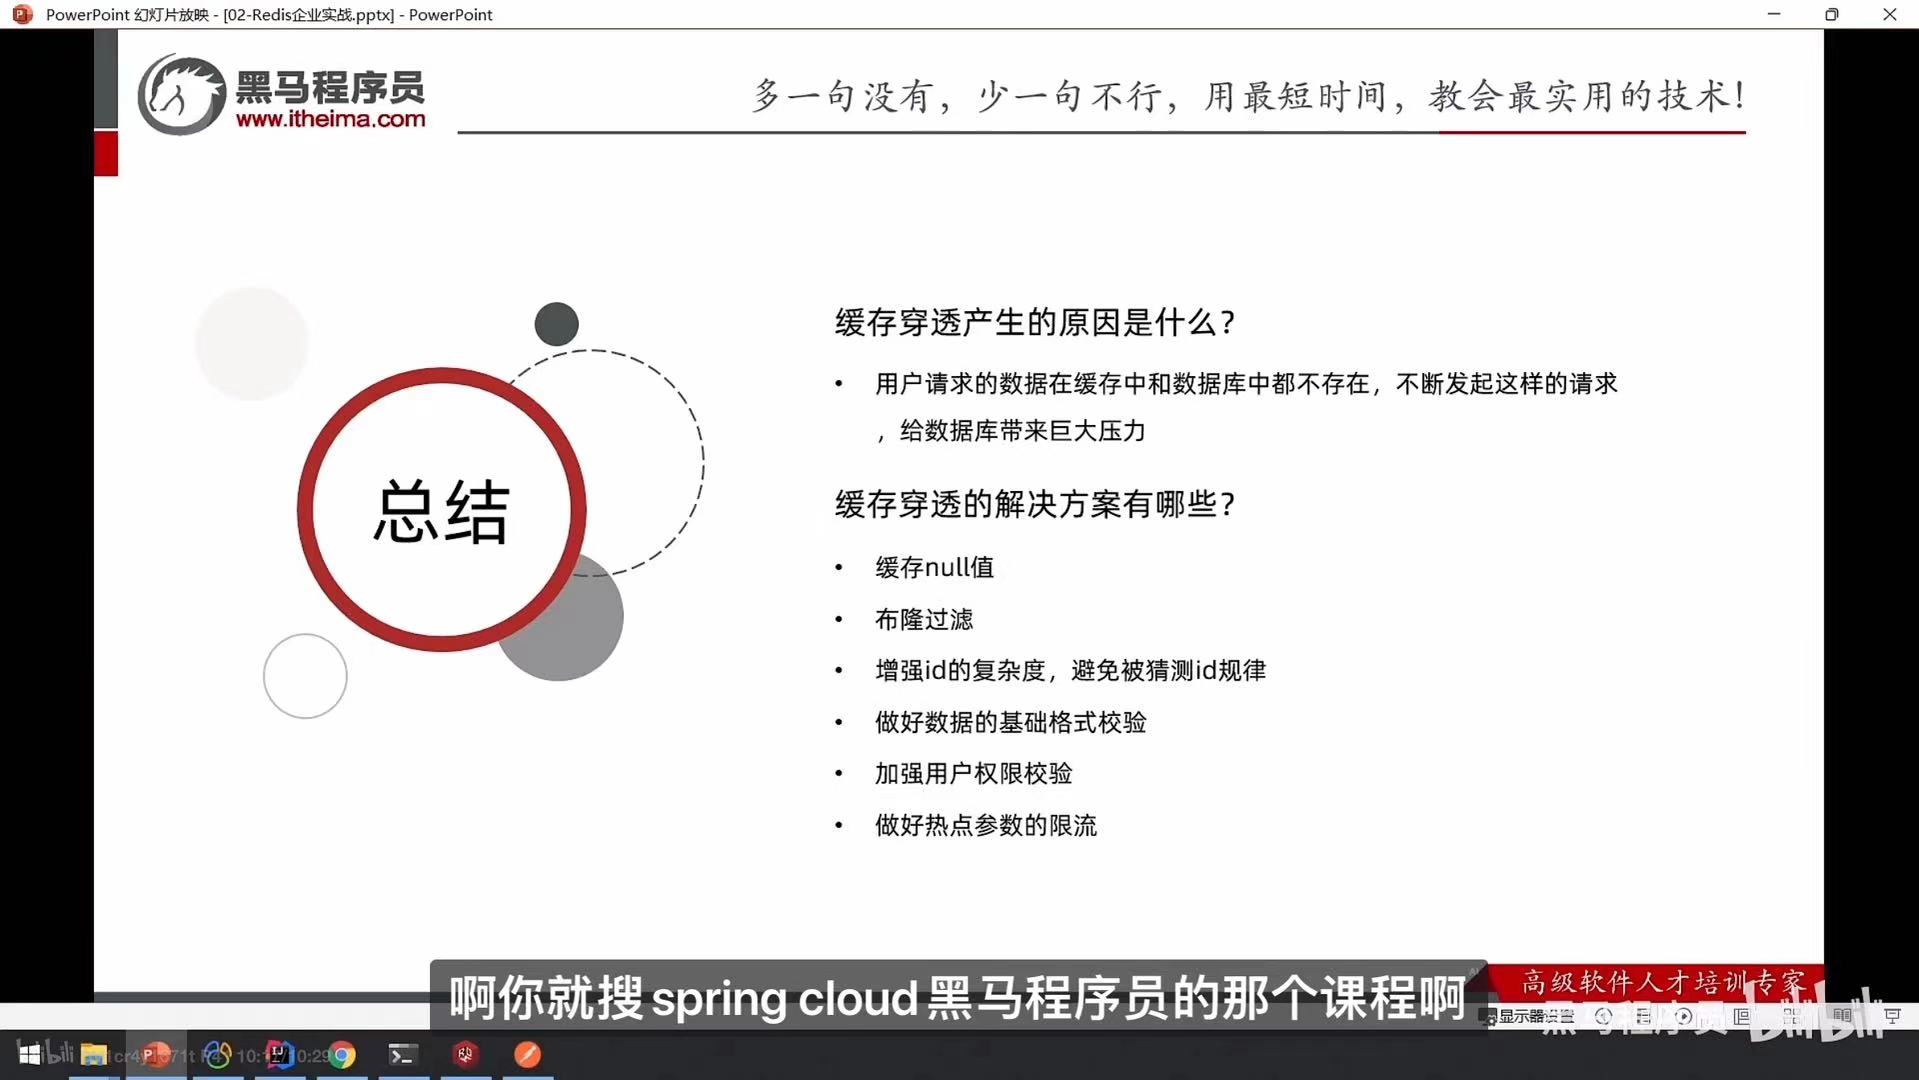 PowerPoint 幻灯片放映 - [02-Redis企业实战.pptx] - PowerPoint
黑马程序员
www.itheima.com
多一句没有，少一句不行，用最短时间，教会最实用的技术！
总结
缓存穿透产生的原因是什么？
• 用户请求的数据在缓存中和数据库中都不存在，不断发起这样的请求
，给数据库带来巨大压力
缓存穿透的解决方案有哪些？
• 缓存null值
• 布隆过滤
• 增强id的复杂度，避免被猜测id规律
• 做好数据的基础格式校验
• 加强用户权限校验
• 做好热点参数的限流
高级软件人才培训专家
啊你就搜spring cloud黑马程序员的那个课程啊
显示器设置
黑马程序员
bilibili
bilibili